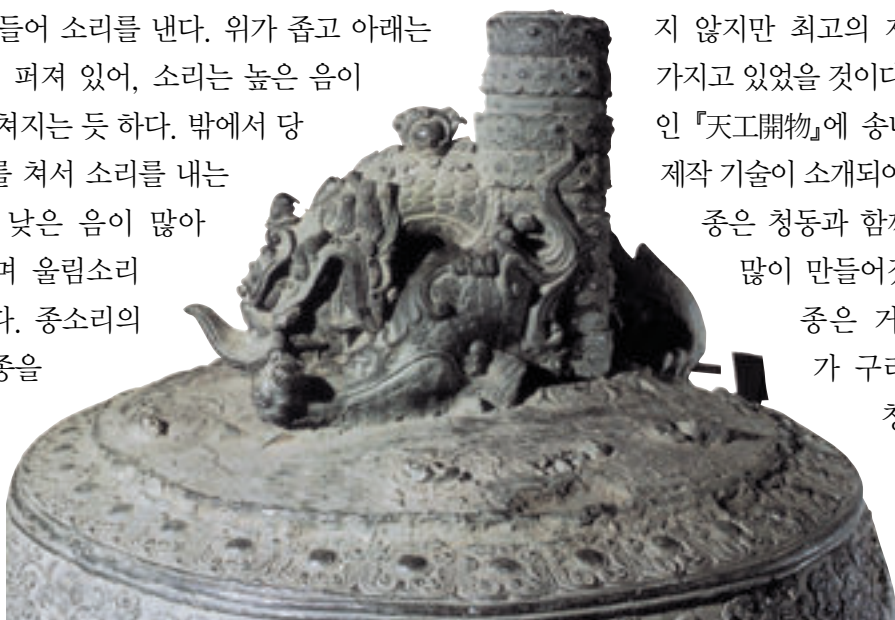 들어 소리를 낸다. 위가 좁고 아래는
퍼져 있어, 소리는 높은 음이
쳐지는 듯 하다. 밖에서 당
를 쳐서 소리를 내는
낮은 음이 많아
며 울림소리
다. 종소리의
종을
지 않지만 최고의
가지고 있었을 것이다
인 『天工開物』에
제작 기술이 소개되어
종은 청동과 함께
많이 만들어졌
종은
가